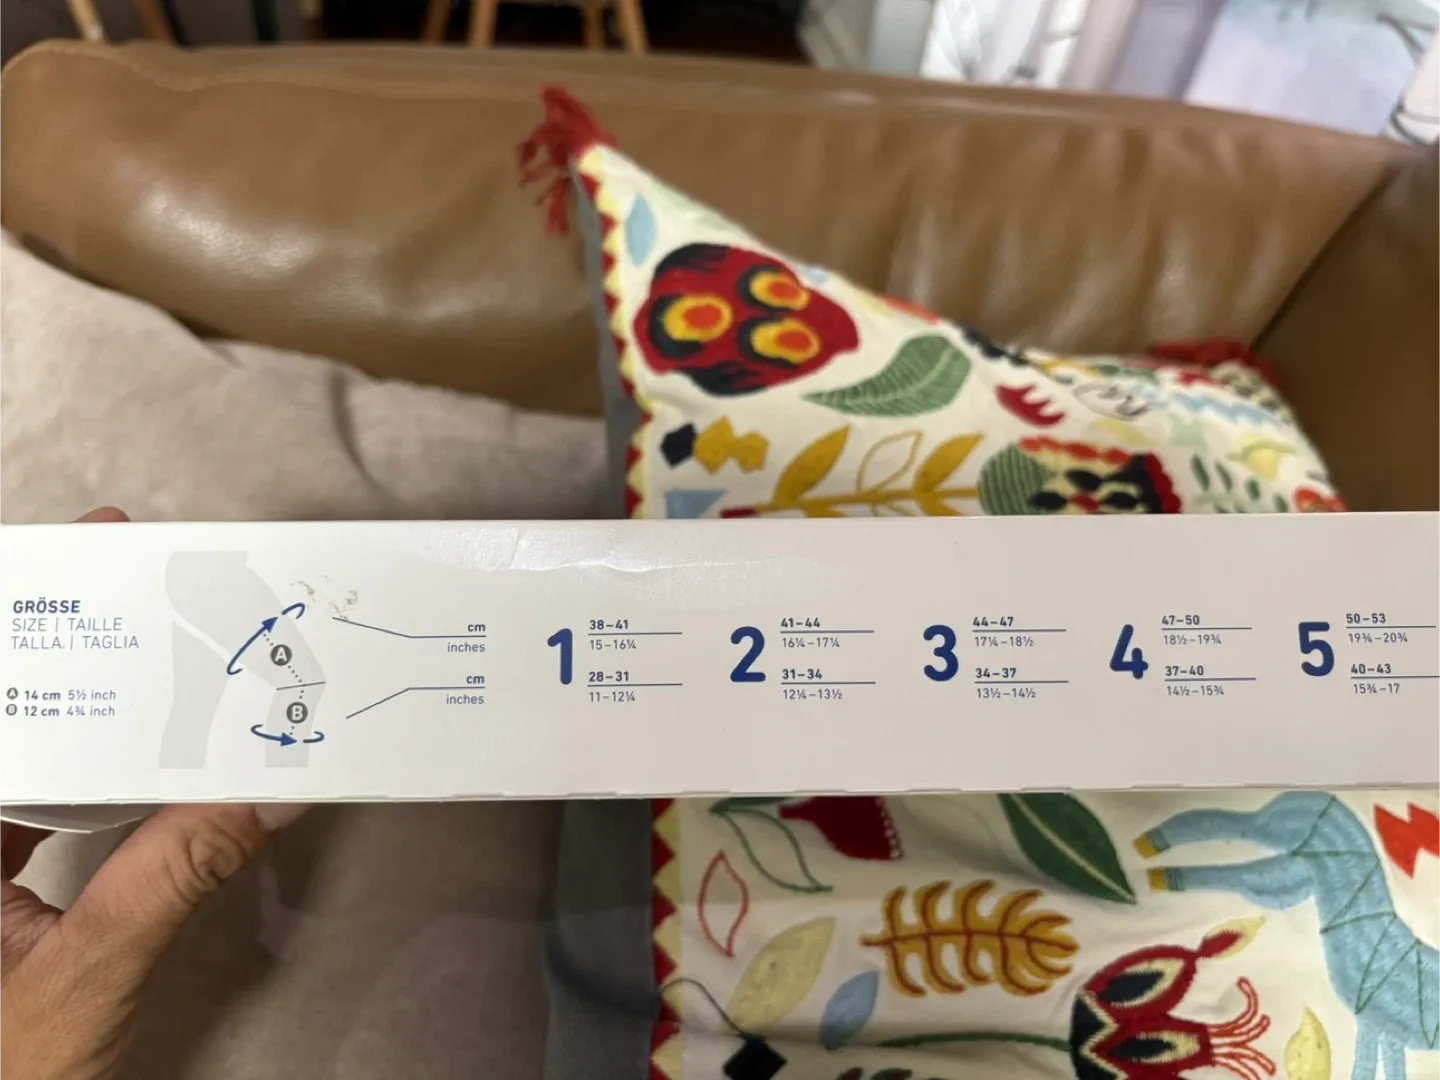 GRÖSSE
SIZE | TAILLE
TALLA | TAGLIA
A 14 cm 5½ inch
B 12 cm 4¾ inch
A
B
cm
inches
cm
inches
1
38–41
15–16¼
28–31
11–12¼
2
41–44
16¼–17¼
31–34
12¼–13½
3
44–47
17¼–18½
34–37
13½–14½
4
47–50
18½–19¾
37–40
14½–15¾
5
50–53
19¾–20¾
40–43
15¾–17